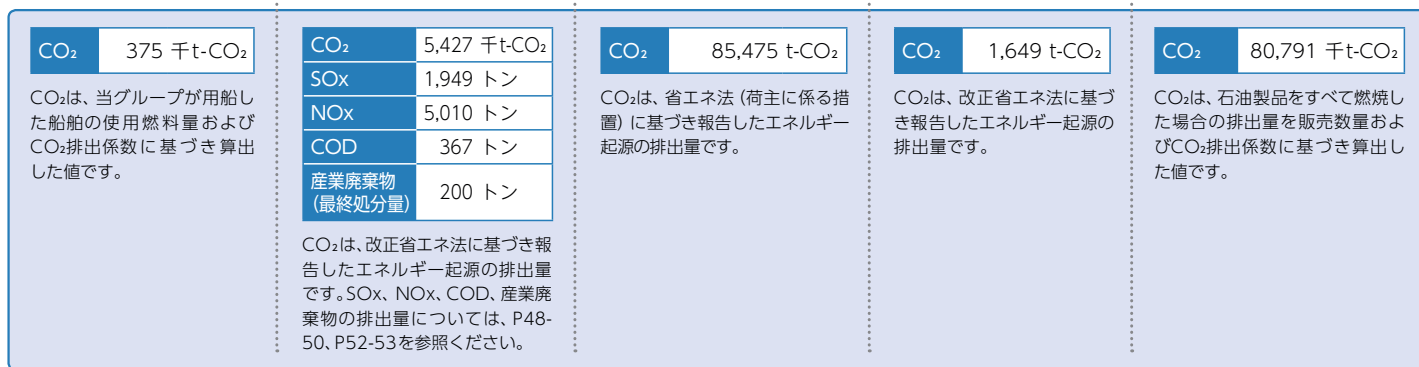 CO₂ 375 千t-CO₂
CO₂は、当グループが用船し
た船舶の使用燃料量および
CO₂排出係数に基づき算出
した値です。
CO₂ 5,427 千t-CO₂
SOx 1,949 トン
NOx 5,010 トン
COD 367 トン
産業廃棄物
(最終処分量) 200 トン
CO₂は、改正省エネ法に基づき報
告したエネルギー起源の排出量
です。SOx、NOx、COD、産業廃
棄物の排出量については、P48-
50、P52-53を参照ください。
CO₂ 85,475 t-CO₂
CO₂は、省エネ法（荷主に係る措
置）に基づき報告したエネルギー
起源の排出量です。
CO₂ 1,649 t-CO₂
CO₂は、改正省エネ法に基づ
き報告したエネルギー起源の
排出量です。
CO₂ 80,791 千t-CO₂
CO₂は、石油製品をすべて燃焼し
た場合の排出量を販売数量およ
びCO₂排出係数に基づき算出し
た値です。